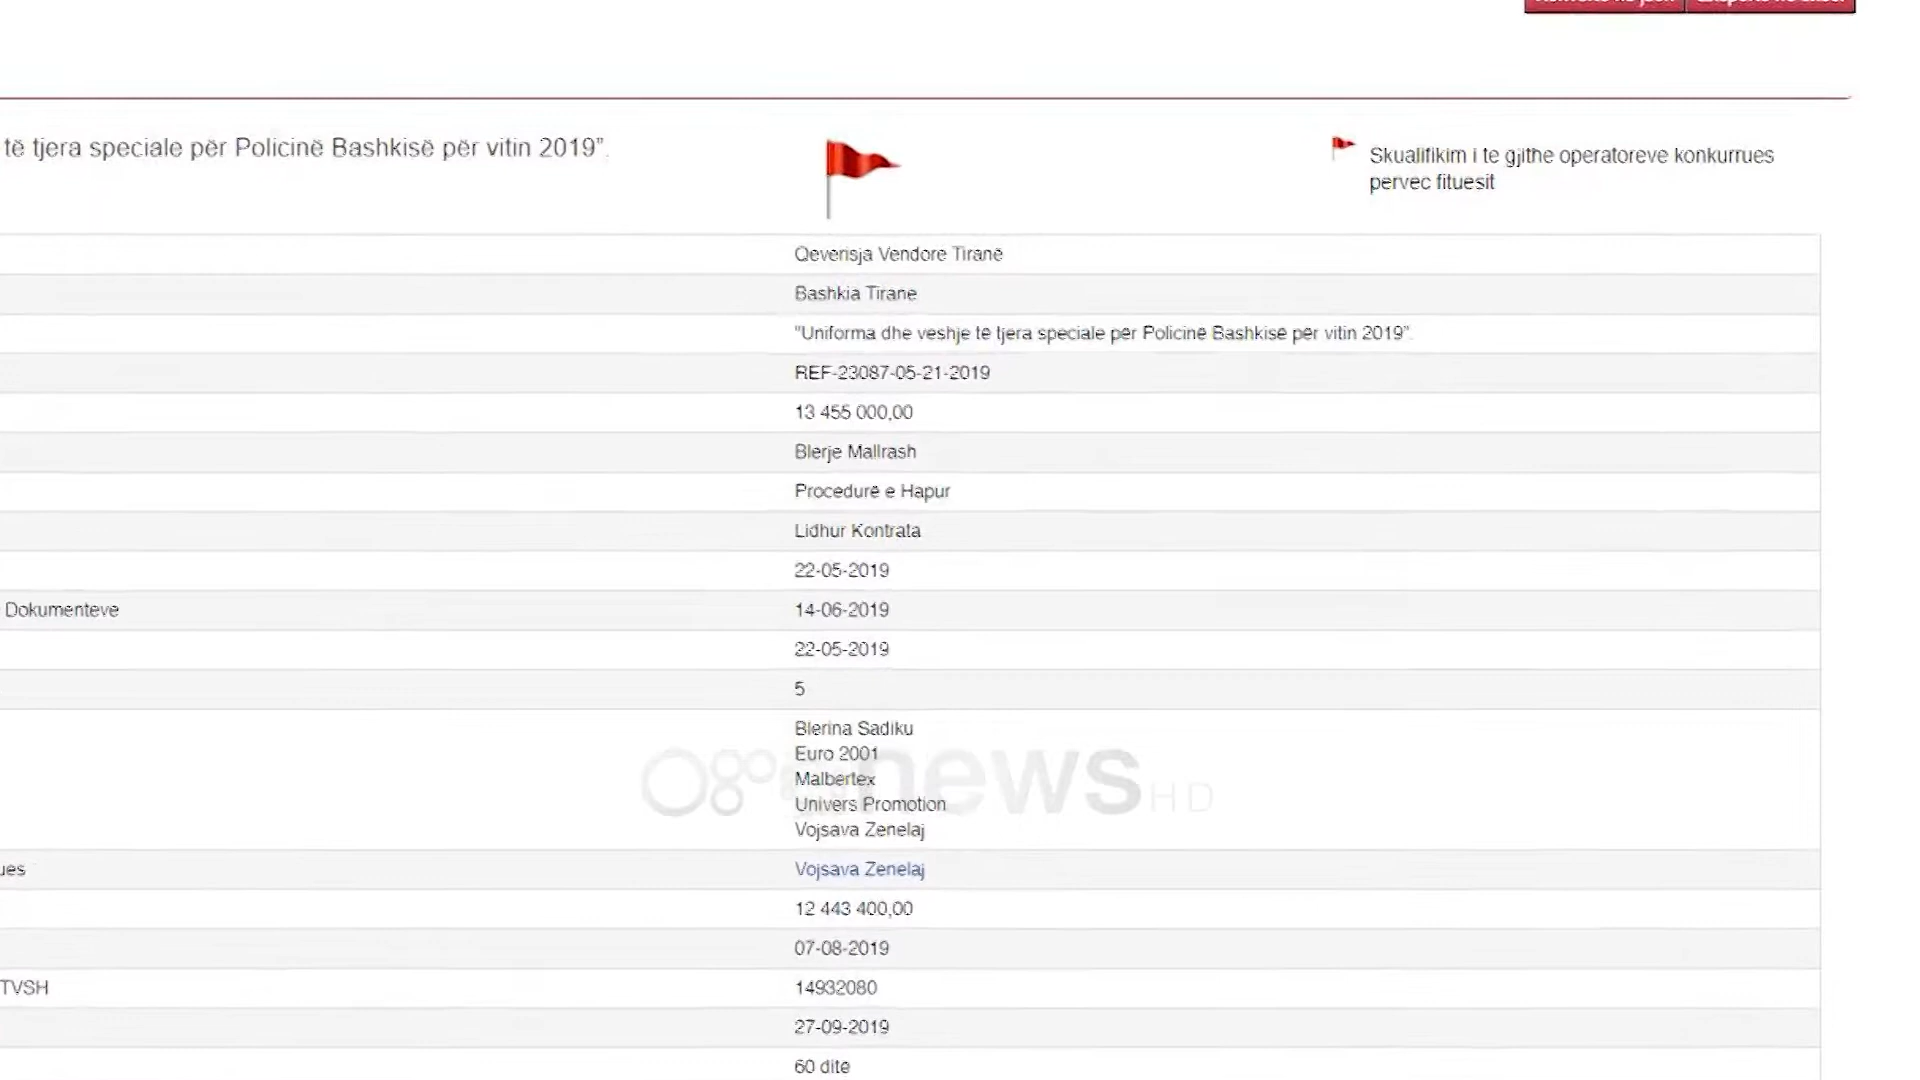 të tjera speciale për Policinë Bashkisë për vitin 2019”.
Skualifikim i te gjithe operatoreve konkurrues
pervec fituesit
Qeverisja Vendore Tiranë
Bashkia Tirane
"Uniforma dhe veshje të tjera speciale për Policinë Bashkisë për vitin 2019”.
REF-23087-05-21-2019
13 455 000,00
Blerje Mallrash
Procedurë e Hapur
Lidhur Kontrata
22-05-2019
Dokumenteve 14-06-2019
22-05-2019
5
Blerina Sadiku
Euro 2001
Malbertex
Univers Promotion
Vojsava Zenelaj
ues Vojsava Zenelaj
12 443 400,00
07-08-2019
TVSH 14932080
27-09-2019
60 dite
news HD